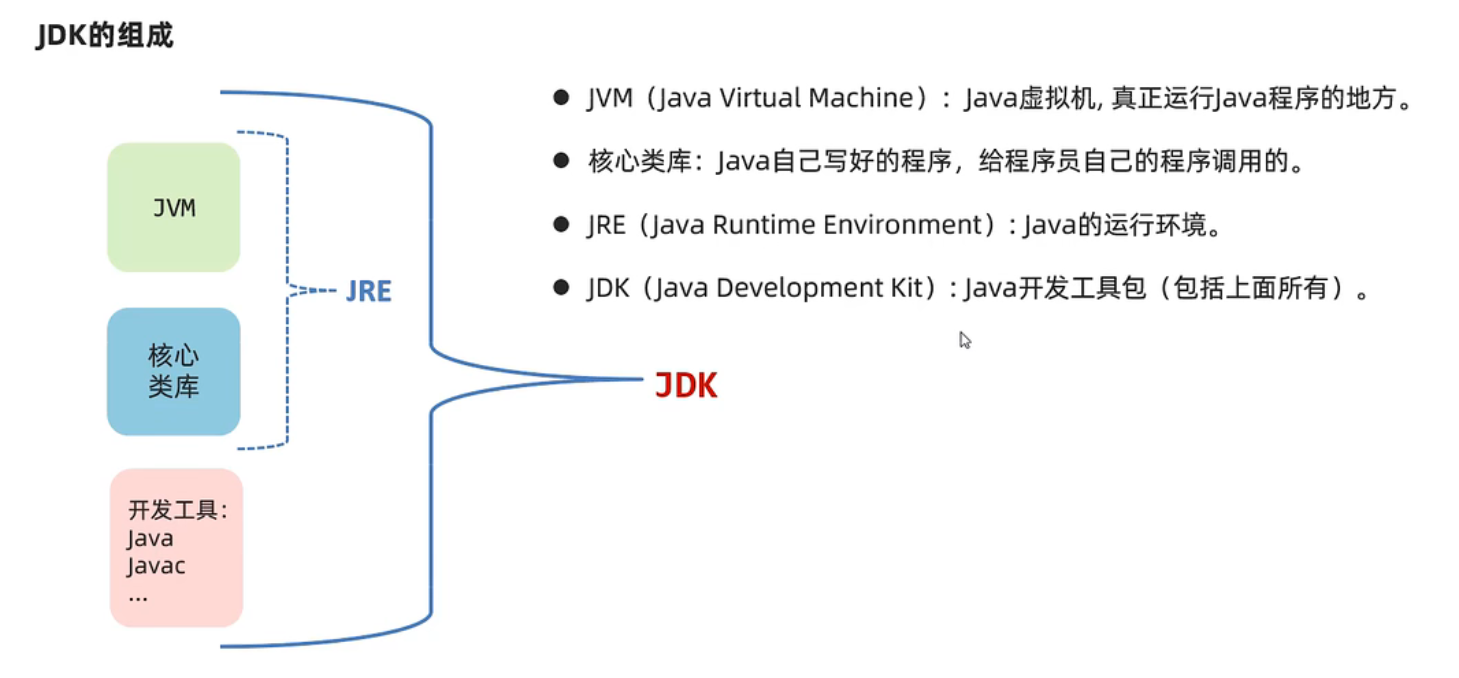 JDK的组成
JVM
核心
类库
开发工具：
Java
Javac
...
JRE
JDK
● JVM（Java Virtual Machine）：Java虚拟机, 真正运行Java程序的地方。
● 核心类库：Java自己写好的程序，给程序员自己的程序调用的。
● JRE（Java Runtime Environment）: Java的运行环境。
● JDK（Java Development Kit）: Java开发工具包（包括上面所有）。